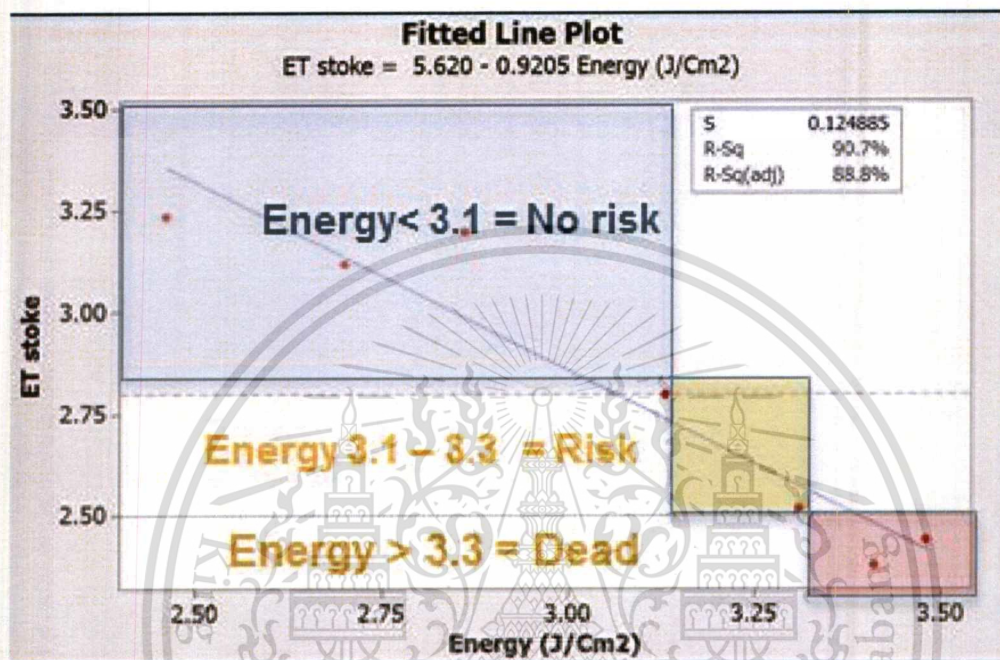 Fitted Line Plot
ET stoke = 5.620 - 0.9205 Energy (J/Cm2)
S 0.124885
R-Sq 90.7%
R-Sq(adj) 88.8%
3.50
3.25
3.00
2.75
2.50
ET stoke
Energy< 3.1 = No risk
Energy 3.1 – 3.3 = Risk
Energy > 3.3 = Dead
2.50 2.75 3.00 3.25 3.50
Energy (J/Cm2)